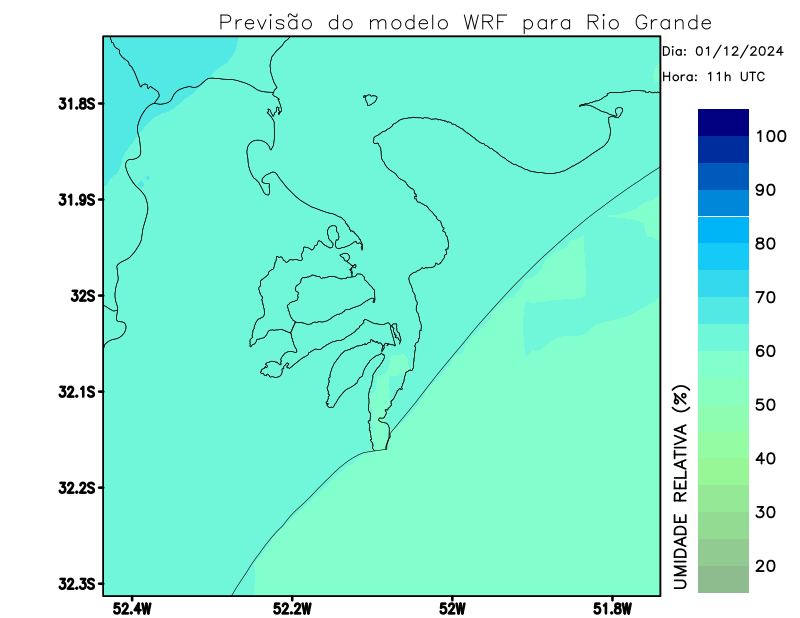 Previsão do modelo WRF para Rio Grande
Dia: 01/12/2024
Hora: 11h UTC
31.8S
31.9S
32S
32.1S
32.2S
32.3S
52.4W
52.2W
52W
51.8W
UMIDADE RELATIVA (%)
100
90
80
70
60
50
40
30
20